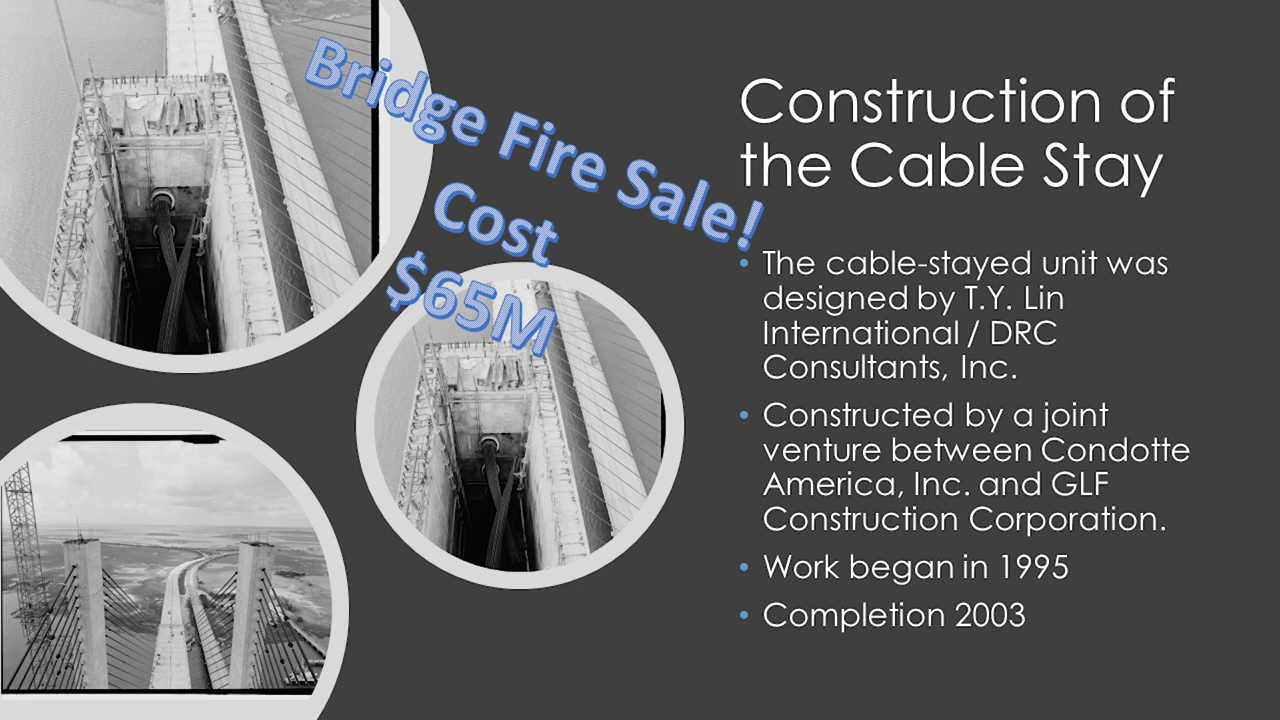 Bridge Fire Sale!
Cost
$65M
Construction of
the Cable Stay
• The cable-stayed unit was
designed by T.Y. Lin
International / DRC
Consultants, Inc.
• Constructed by a joint
venture between Condotte
America, Inc. and GLF
Construction Corporation.
• Work began in 1995
• Completion 2003